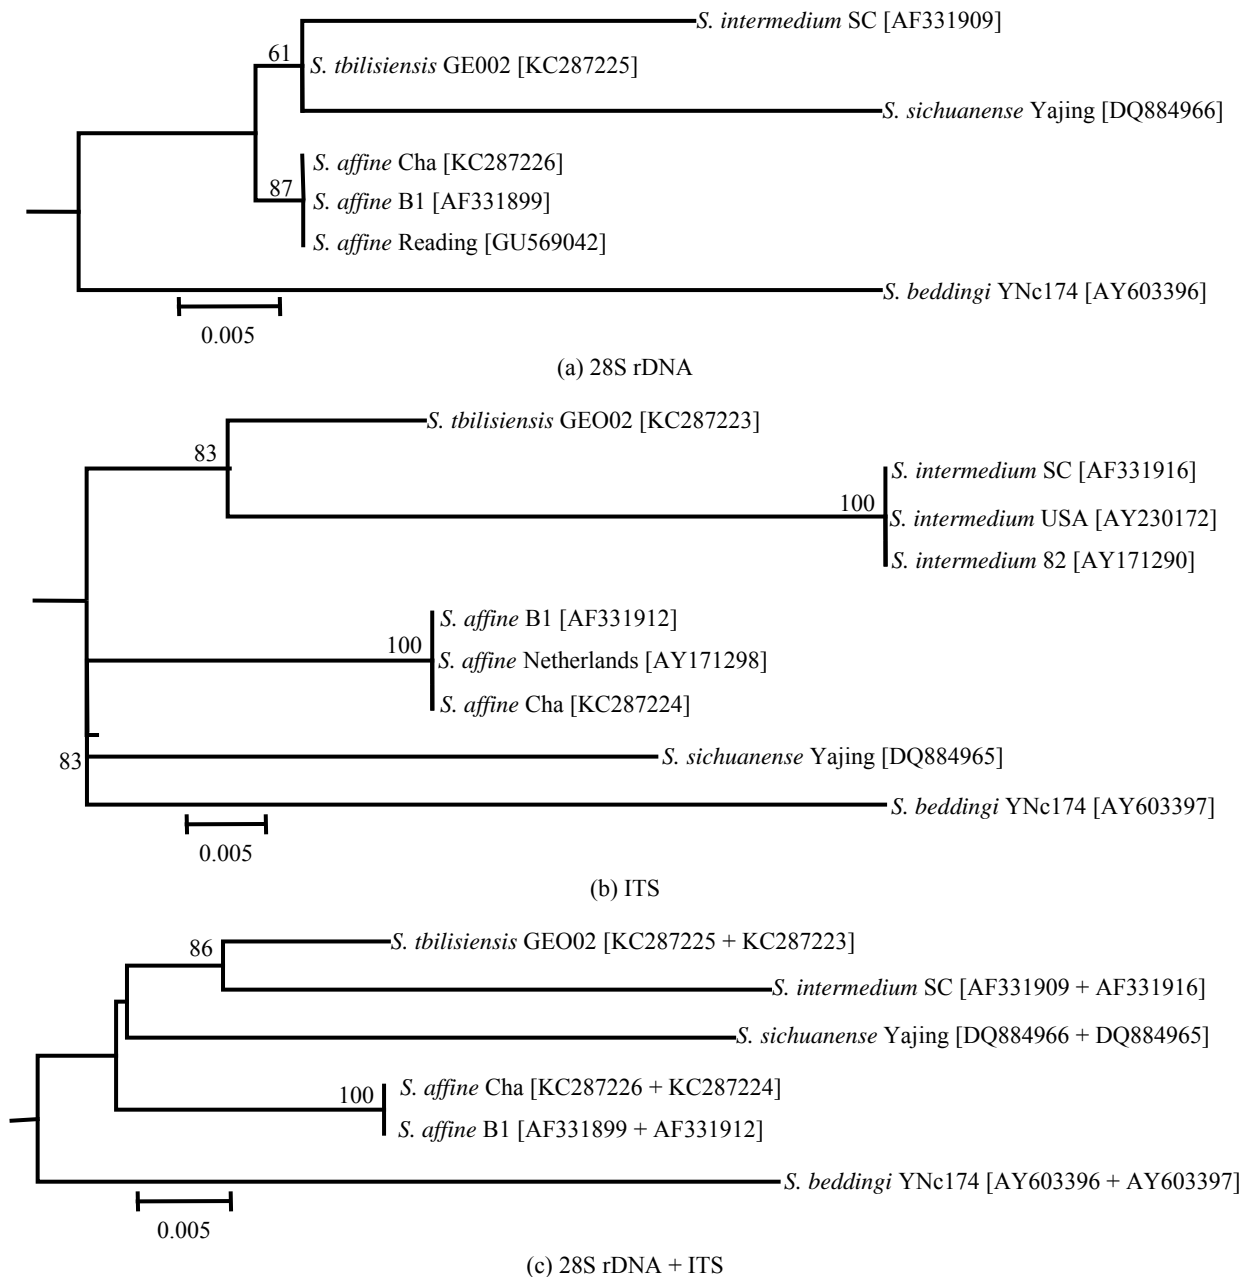 S. intermedium SC [AF331909]
61
S. tbilisiensis GE002 [KC287225]
S. sichuanense Yajing [DQ884966]
S. affine Cha [KC287226]
87
S. affine B1 [AF331899]
S. affine Reading [GU569042]
S. beddingi YNc174 [AY603396]
0.005
(a) 28S rDNA
S. tbilisiensis GEO02 [KC287223]
83
S. intermedium SC [AF331916]
100
S. intermedium USA [AY230172]
S. intermedium 82 [AY171290]
S. affine B1 [AF331912]
100
S. affine Netherlands [AY171298]
S. affine Cha [KC287224]
S. sichuanense Yajing [DQ884965]
83
S. beddingi YNc174 [AY603397]
0.005
(b) ITS
S. tbilisiensis GEO02 [KC287225 + KC287223]
86
S. intermedium SC [AF331909 + AF331916]
S. sichuanense Yajing [DQ884966 + DQ884965]
S. affine Cha [KC287226 + KC287224]
100
S. affine B1 [AF331899 + AF331912]
S. beddingi YNc174 [AY603396 + AY603397]
0.005
(c) 28S rDNA + ITS